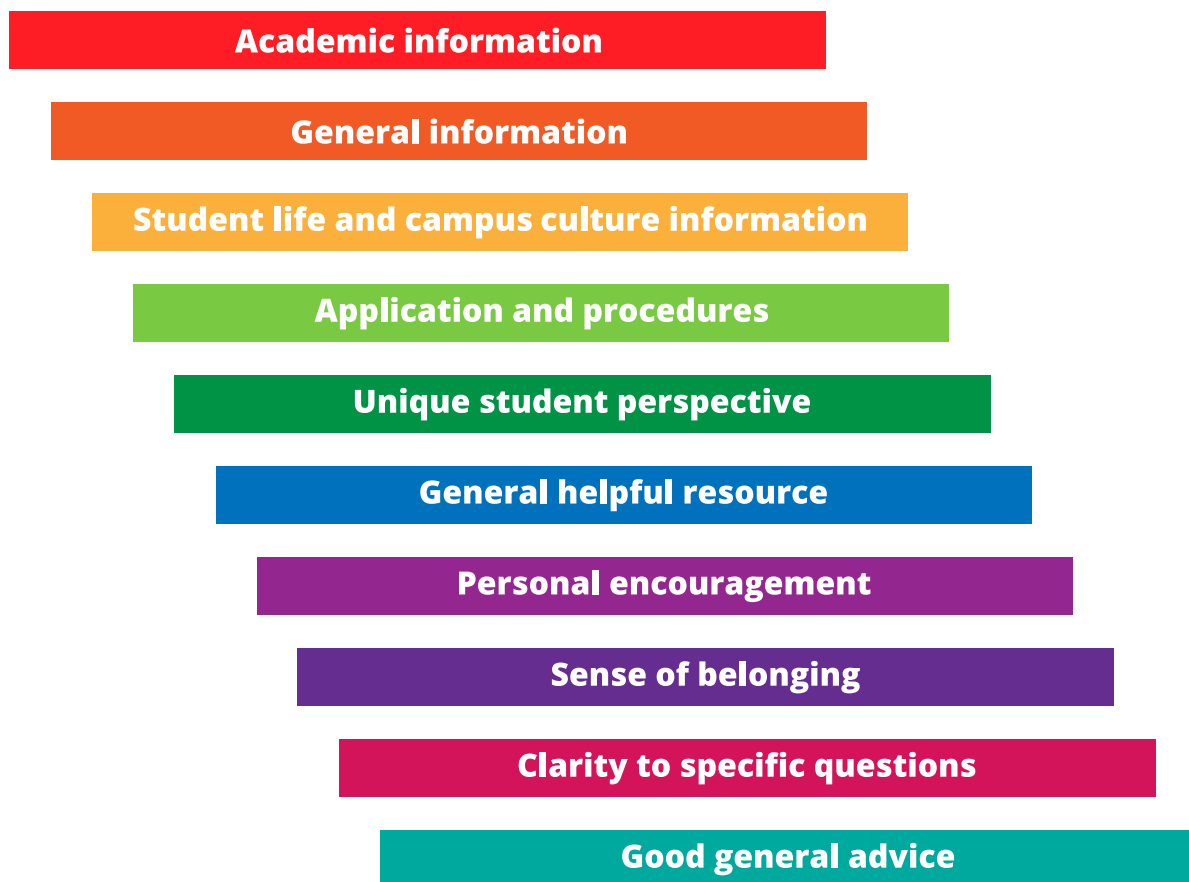 Academic information
General information
Student life and campus culture information
Application and procedures
Unique student perspective
General helpful resource
Personal encouragement
Sense of belonging
Clarity to specific questions
Good general advice